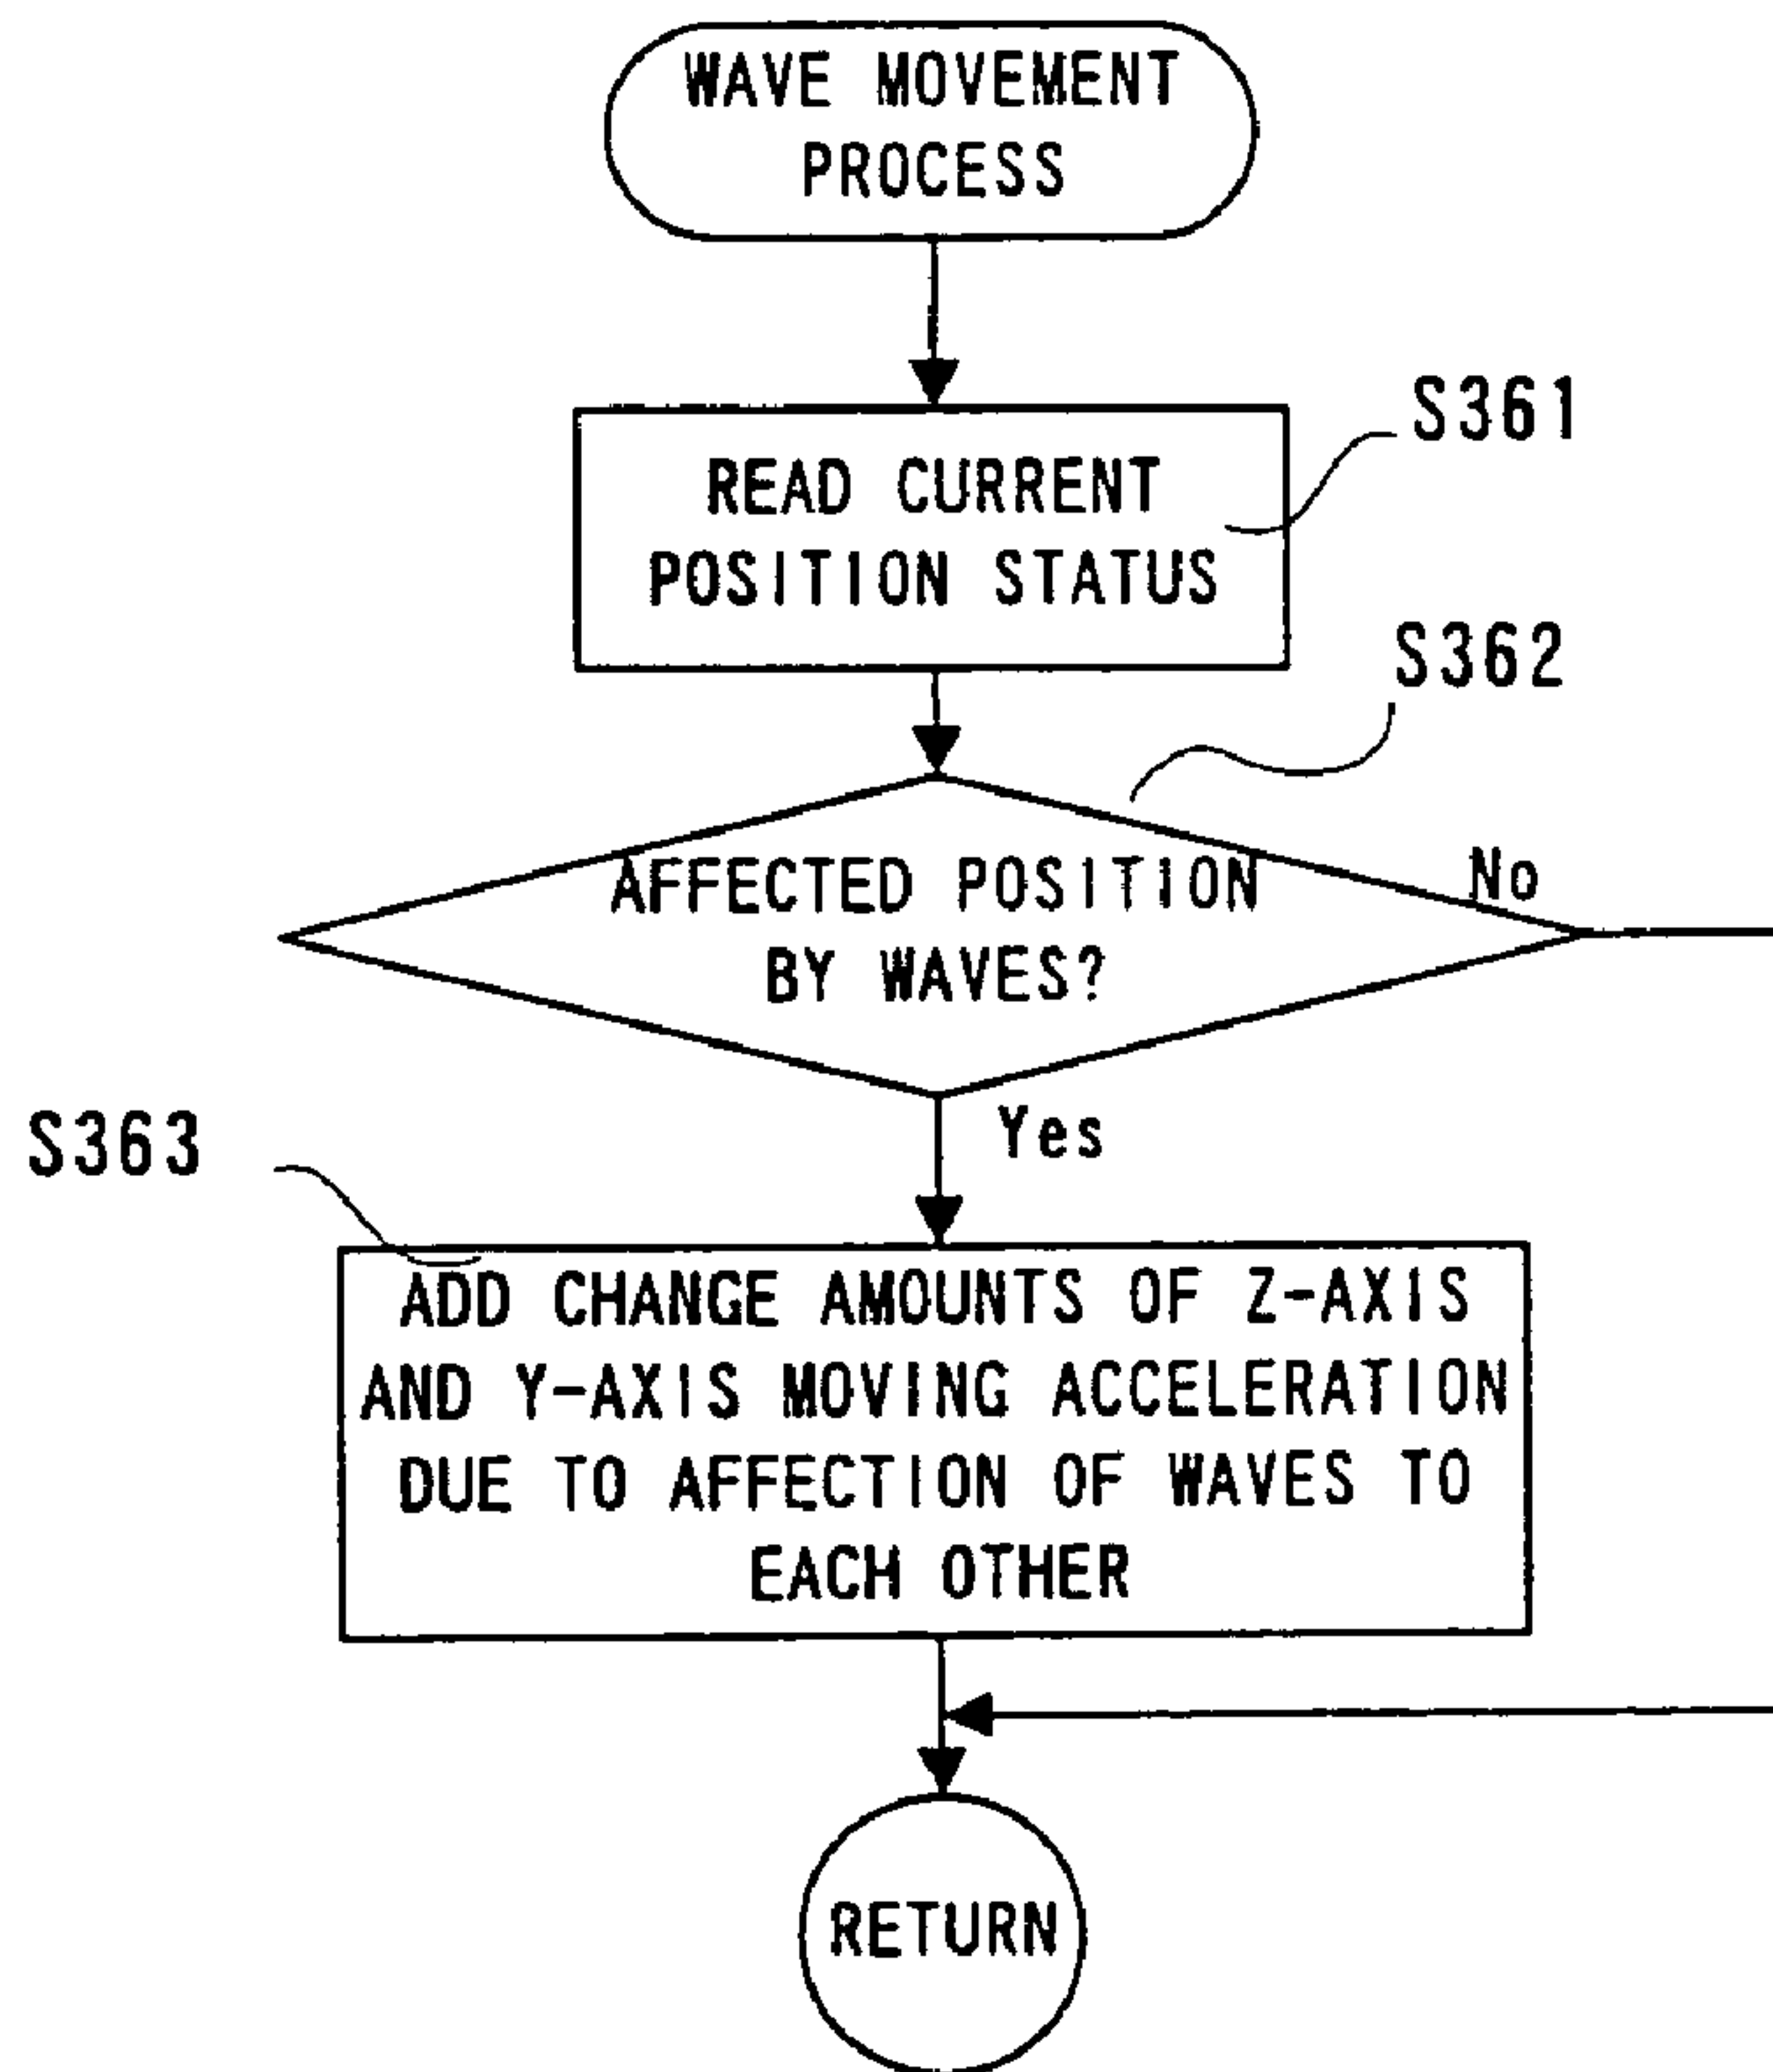 WAVE MOVEMENT
PROCESS
S361
READ CURRENT
POSITION STATUS
S362
AFFECTED POSITION
BY WAVES?
No
Yes
S363
ADD CHANGE AMOUNTS OF Z-AXIS
AND Y-AXIS MOVING ACCELERATION
DUE TO AFFECTION OF WAVES TO
EACH OTHER
RETURN